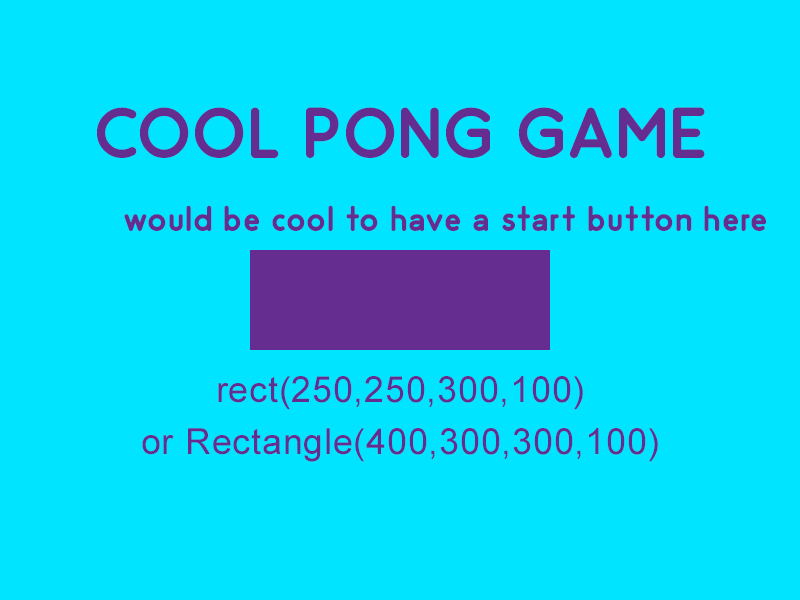 COOL PONG GAME
would be cool to have a start button here
rect(250,250,300,100)
or Rectangle(400,300,300,100)